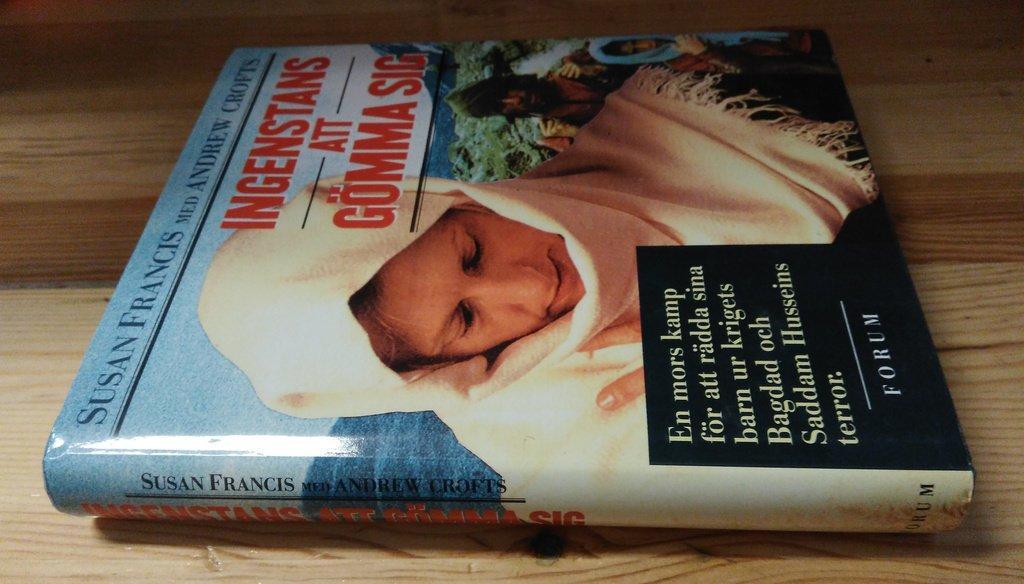 SUSAN FRANCIS MED ANDREW CROFTS
INGENSTANS
ATT
GÖMMA SIG
En mors kamp
för att rädda sina
barn ur krigets
Bagdad och
Saddam Husseins
terror.
FORUM
SUSAN FRANCIS MED ANDREW CROFTS
INGENSTANS ATT GÖMMA SIG
ORUM